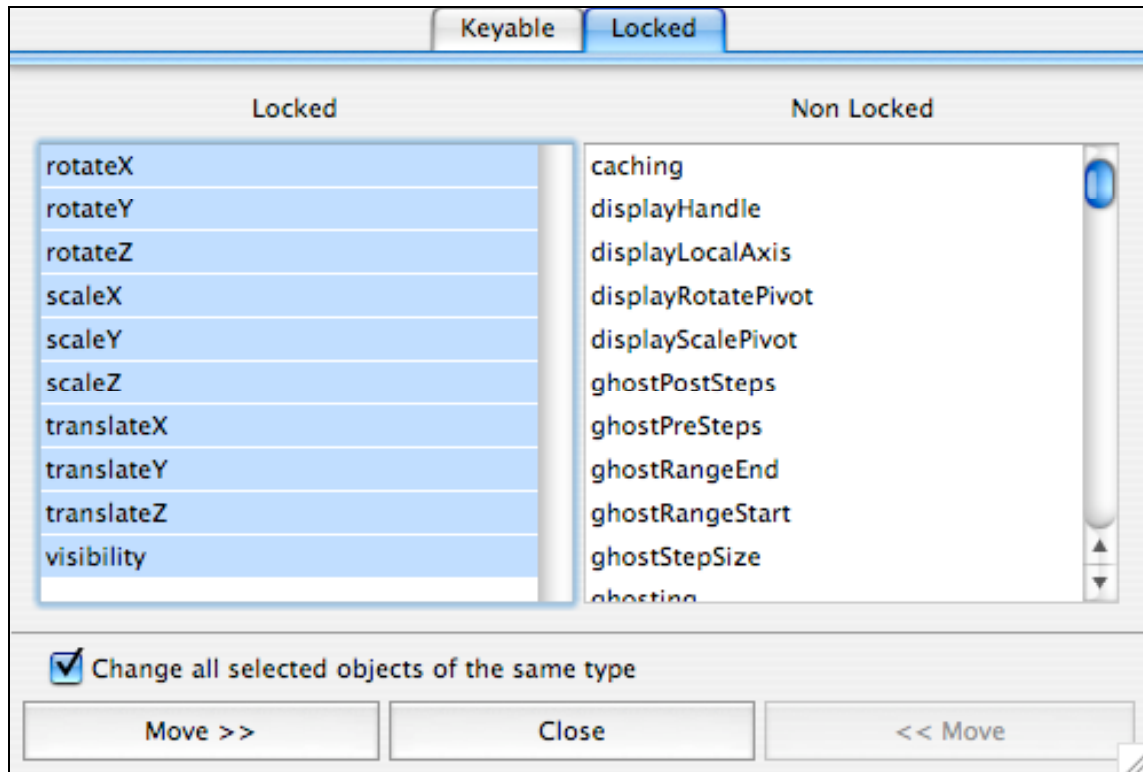 Keyable
Locked
Locked
Non Locked
rotateX
rotateY
rotateZ
scaleX
scaleY
scaleZ
translateX
translateY
translateZ
visibility
caching
displayHandle
displayLocalAxis
displayRotatePivot
displayScalePivot
ghostPostSteps
ghostPreSteps
ghostRangeEnd
ghostRangeStart
ghostStepSize
ghosting
Change all selected objects of the same type
Move >>
Close
<< Move